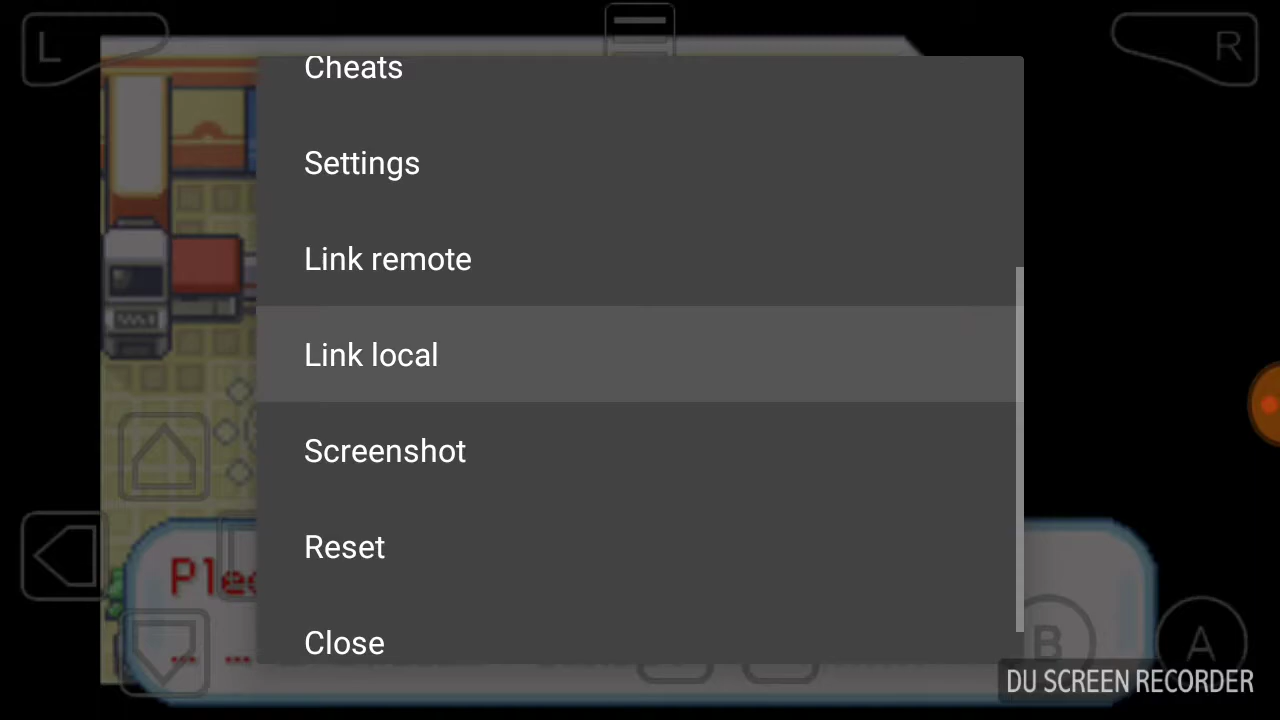 L
R
Cheats
Settings
Link remote
Link local
Screenshot
Reset
Close
B
A
DU SCREEN RECORDER